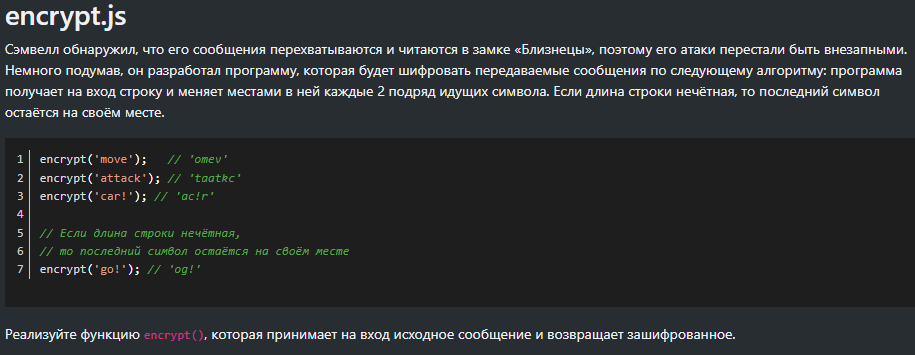 encrypt.js
Сэмвелл обнаружил, что его сообщения перехватываются и читаются в замке «Близнецы», поэтому его атаки перестали быть внезапными.
Немного подумав, он разработал программу, которая будет шифровать передаваемые сообщения по следующему алгоритму: программа
получает на вход строку и меняет местами в ней каждые 2 подряд идущих символа. Если длина строки нечётная, то последний символ
остаётся на своём месте.
1 encrypt('move');   // 'omev'
2 encrypt('attack'); // 'taatkc'
3 encrypt('car!'); // 'ac!r'
4
5 // Если длина строки нечётная,
6 // то последний символ остаётся на своём месте
7 encrypt('go!'); // 'og!'
Реализуйте функцию encrypt(), которая принимает на вход исходное сообщение и возвращает зашифрованное.